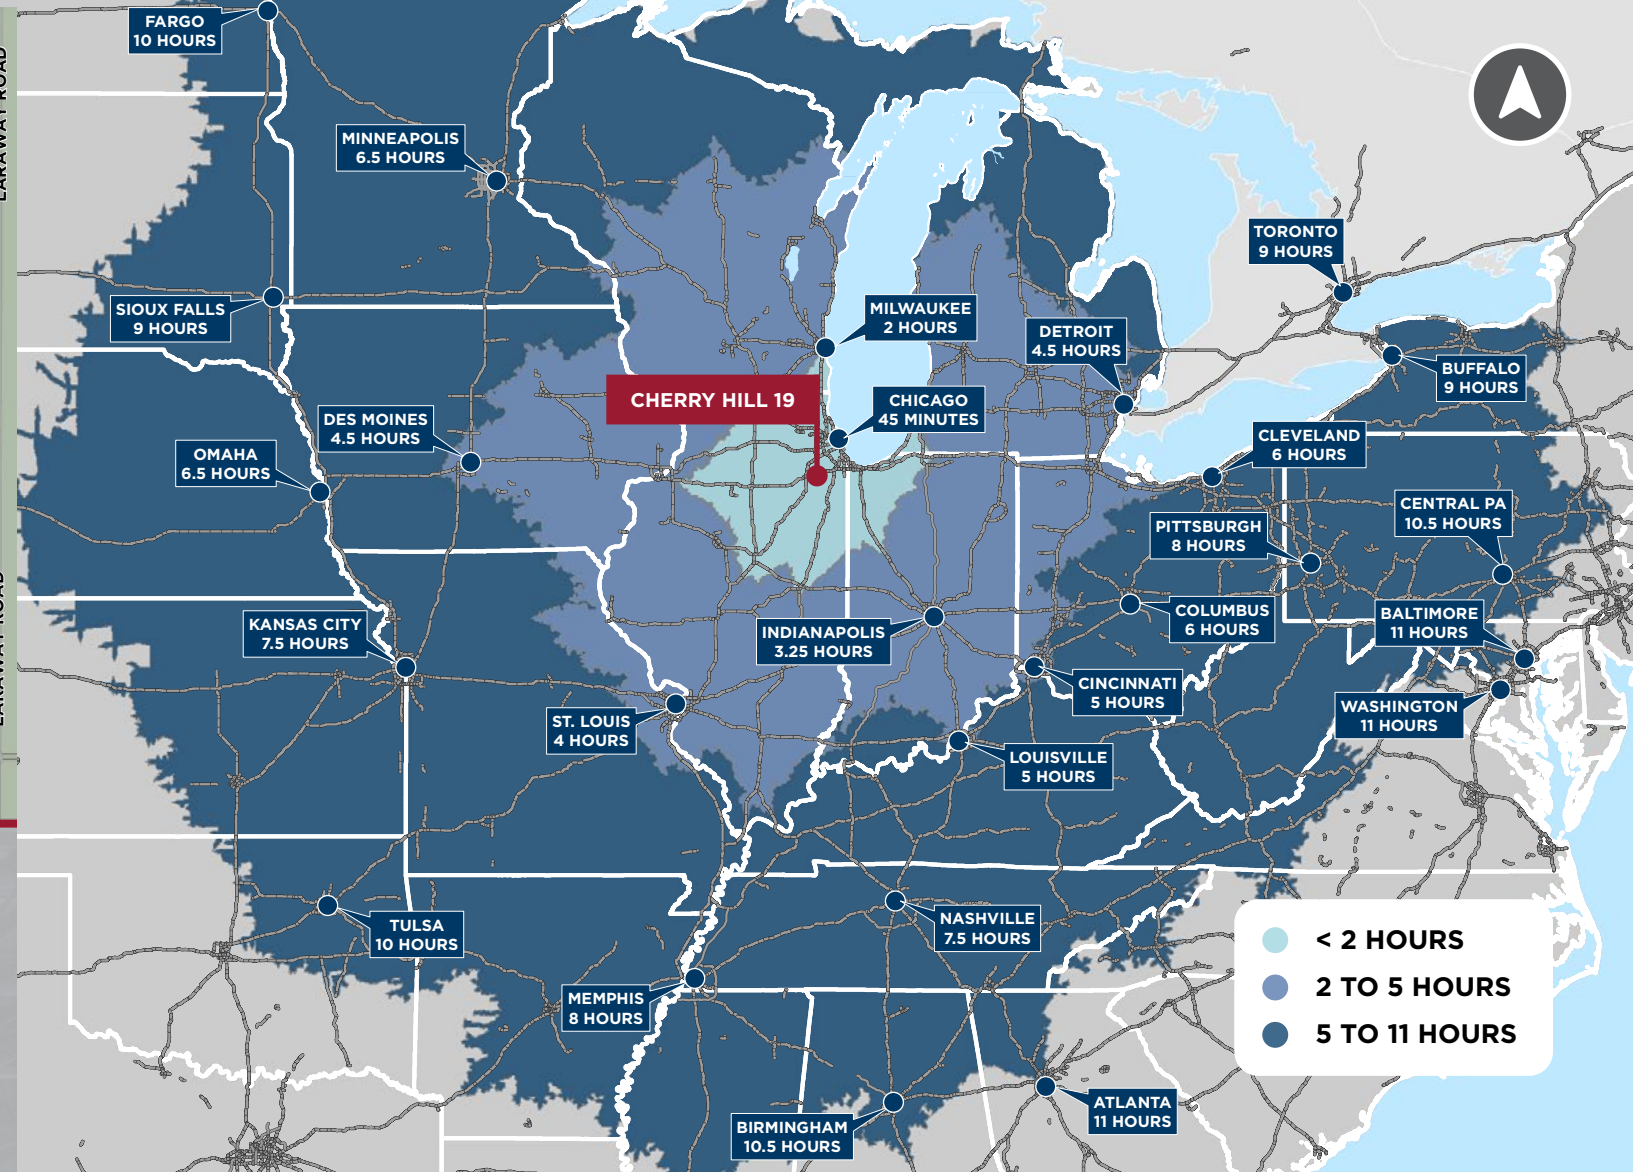 LARAWAY ROAD
LARAWAY ROAD
FARGO
10 HOURS
MINNEAPOLIS
6.5 HOURS
TORONTO
9 HOURS
SIOUX FALLS
9 HOURS
MILWAUKEE
2 HOURS
DETROIT
4.5 HOURS
BUFFALO
9 HOURS
CHERRY HILL 19
CHICAGO
45 MINUTES
DES MOINES
4.5 HOURS
CLEVELAND
6 HOURS
OMAHA
6.5 HOURS
CENTRAL PA
10.5 HOURS
PITTSBURGH
8 HOURS
COLUMBUS
6 HOURS
BALTIMORE
11 HOURS
KANSAS CITY
7.5 HOURS
INDIANAPOLIS
3.25 HOURS
CINCINNATI
5 HOURS
WASHINGTON
11 HOURS
ST. LOUIS
4 HOURS
LOUISVILLE
5 HOURS
TULSA
10 HOURS
NASHVILLE
7.5 HOURS
MEMPHIS
8 HOURS
BIRMINGHAM
10.5 HOURS
ATLANTA
11 HOURS
< 2 HOURS
2 TO 5 HOURS
5 TO 11 HOURS